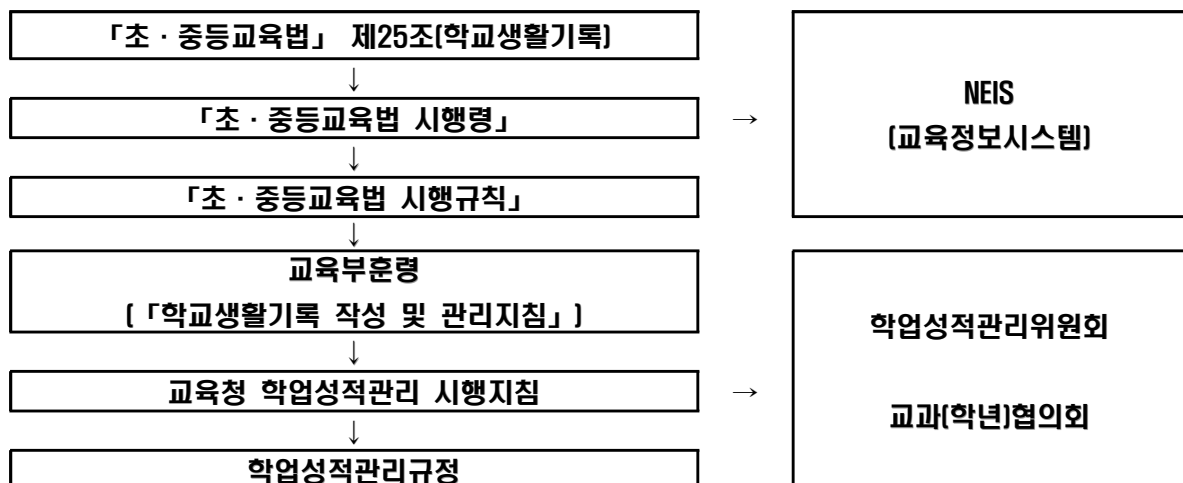 「초ㆍ중등교육법」 제25조(학교생활기록)
↓
「초ㆍ중등교육법 시행령」
↓
「초ㆍ중등교육법 시행규칙」
↓
교육부훈령
(「학교생활기록 작성 및 관리지침」)
↓
교육청 학업성적관리 시행지침
↓
학업성적관리규정
→
NEIS
(교육정보시스템)
→
학업성적관리위원회
교과(학년)협의회